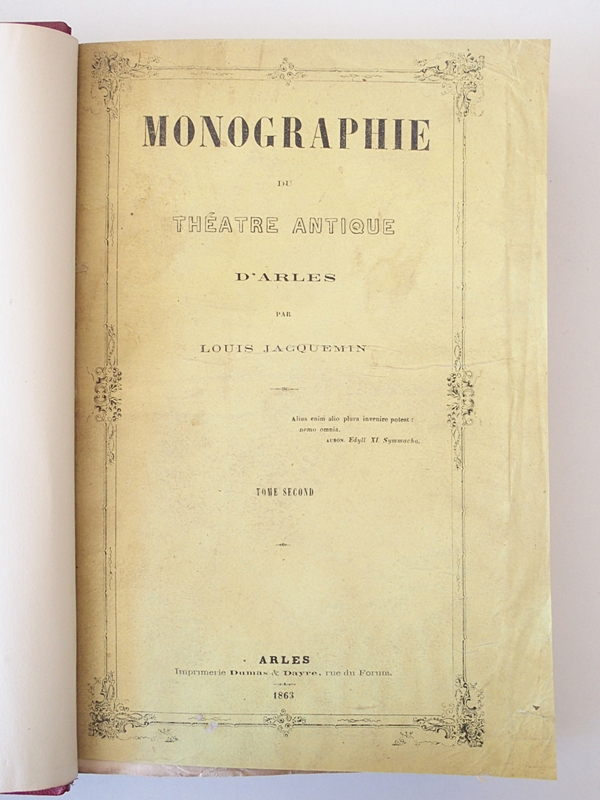 MONOGRAPHIE
DU
THÉATRE ANTIQUE
D'ARLES
PAR
LOUIS JACQUEMIN
Alius enim alio plura invenire potest :
nemo omnia.
AUSON. Edyll XI Symmacho.
TOME SECOND
ARLES
Imprimerie Dumas & Dayre, rue du Forum.
1863